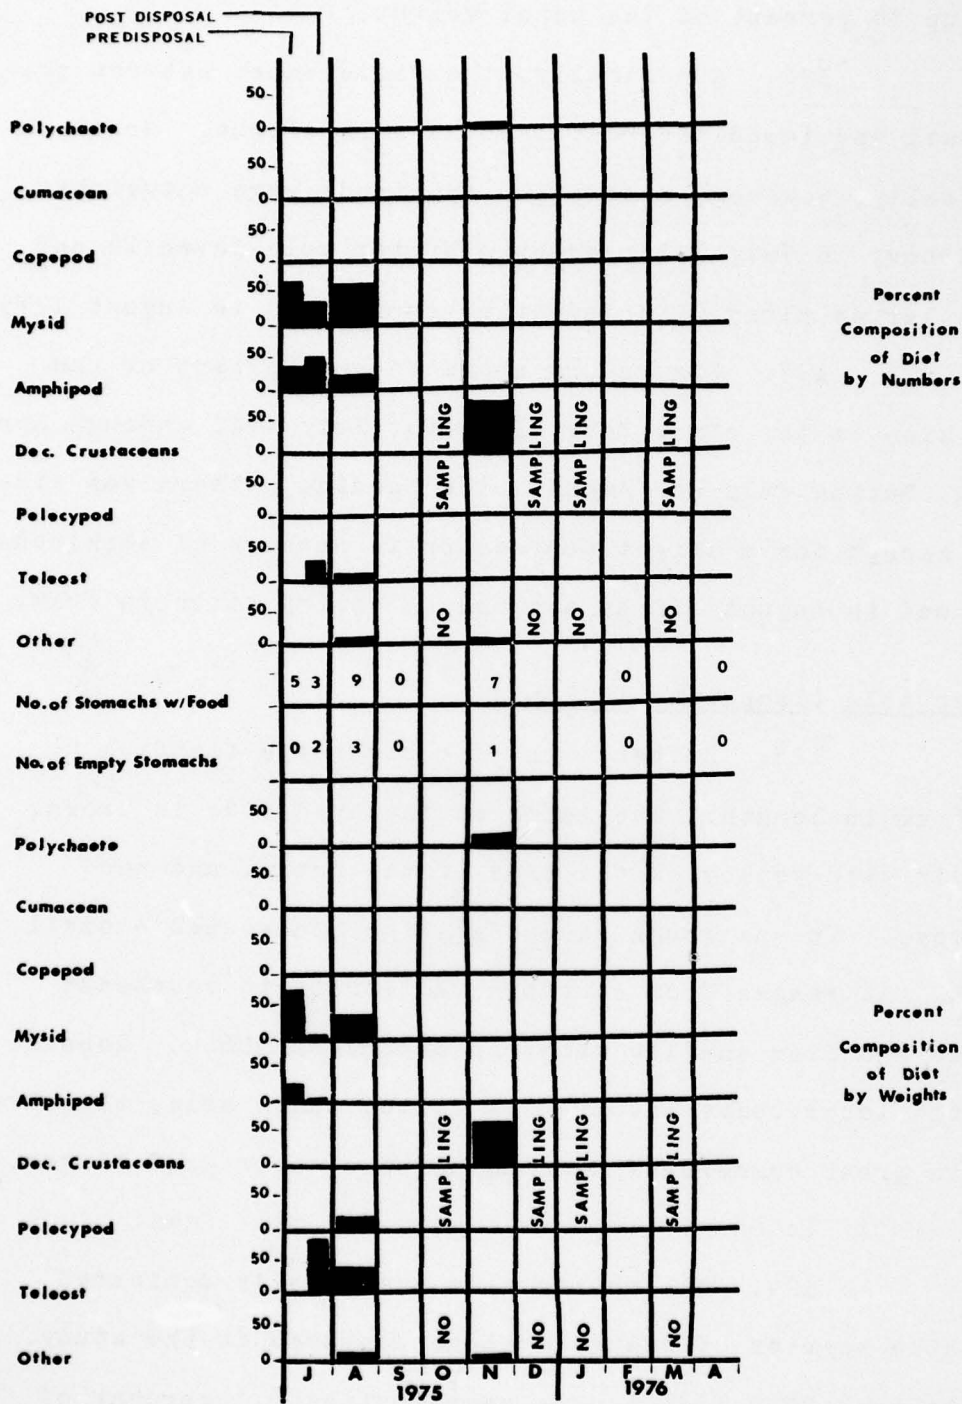 POST DISPOSAL
PREDISPOSAL
50
Polychaete 0
50
Cumacean 0
50
Copepod 0
50
Mysid 0
50
Amphipod 0
50
Dec. Crustaceans 0
50
Pelecypod 0
50
Teleost 0
50
Other 0
NO SAMPLING
NO SAMPLING
NO SAMPLING
NO SAMPLING
Percent
Composition
of Diet
by Numbers
No. of Stomachs w/Food 5 3 9 0 7 0 0
No. of Empty Stomachs 0 2 3 0 1 0 0
50
Polychaete 0
50
Cumacean 0
50
Copepod 0
50
Mysid 0
50
Amphipod 0
50
Dec. Crustaceans 0
50
Pelecypod 0
50
Teleost 0
50
Other 0
NO SAMPLING
NO SAMPLING
NO SAMPLING
NO SAMPLING
Percent
Composition
of Diet
by Weights
J A S O N D J F M A
1975 1976